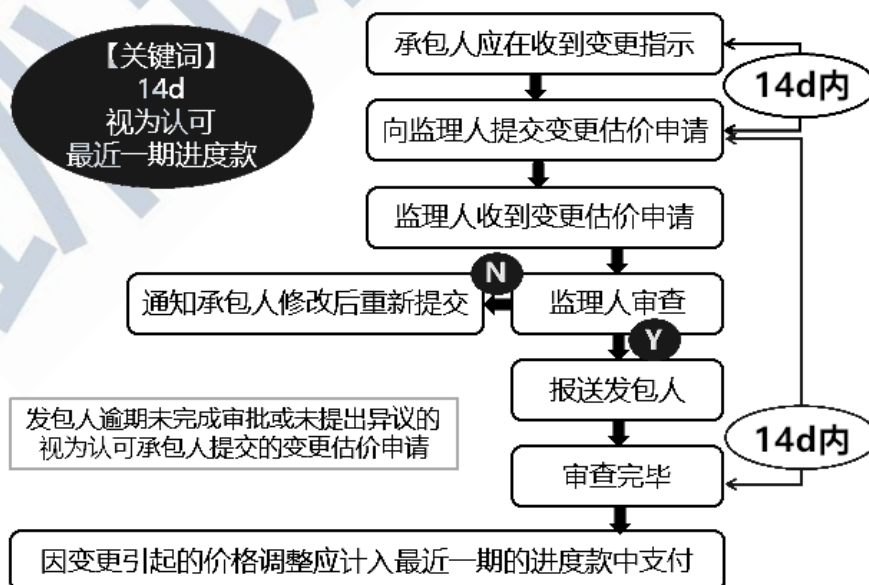 【关键词】
14d
视为认可
最近一期进度款
承包人应在收到变更指示
14d内
向监理人提交变更估价申请
监理人收到变更估价申请
N
通知承包人修改后重新提交
监理人审查
Y
报送发包人
发包人逾期未完成审批或未提出异议的
视为认可承包人提交的变更估价申请
14d内
审查完毕
因变更引起的价格调整应计入最近一期的进度款中支付